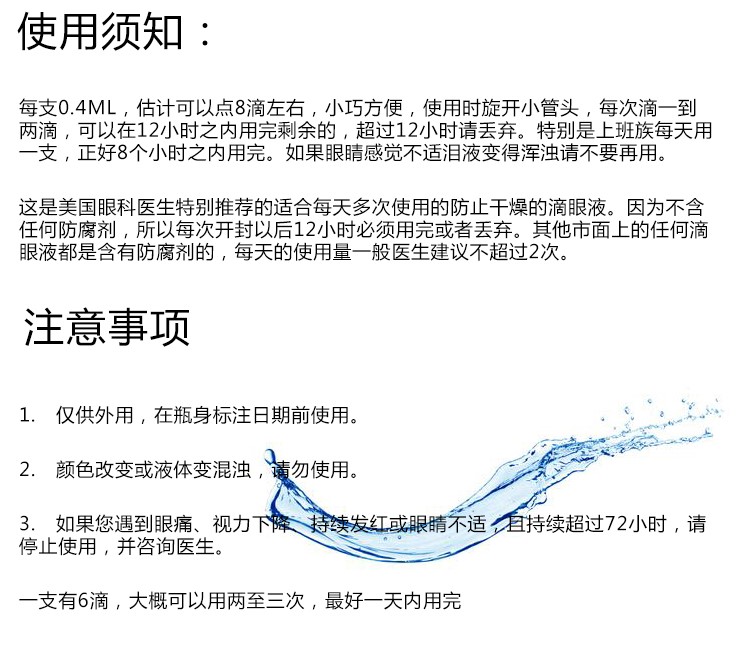 使用须知：
每支0.4ML，估计可以点8滴左右，小巧方便，使用时旋开小管头，每次滴一到
两滴，可以在12小时之内用完剩余的，超过12小时请丢弃。特别是上班族每天用
一支，正好8个小时之内用完。如果眼睛感觉不适泪液变得浑浊请不要再用。
这是美国眼科医生特别推荐的适合每天多次使用的防止干燥的滴眼液。因为不含
任何防腐剂，所以每次开封以后12小时必须用完或者丢弃。其他市面上的任何滴
眼液都是含有防腐剂的，每天的使用量一般医生建议不超过2次。
注意事项
1. 仅供外用，在瓶身标注日期前使用。
2. 颜色改变或液体变混浊，请勿使用。
3. 如果您遇到眼痛、视力下降、持续发红或眼睛不适，且持续超过72小时，请
停止使用，并咨询医生。
一支有6滴，大概可以用两至三次，最好一天内用完